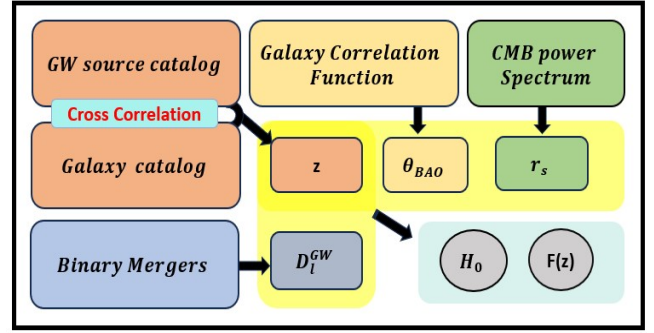 GW source catalog
Galaxy Correlation
Function
CMB power
Spectrum
Cross Correlation
Galaxy catalog
z
θ_BAO
r_s
Binary Mergers
D_l^GW
H_0
F(z)